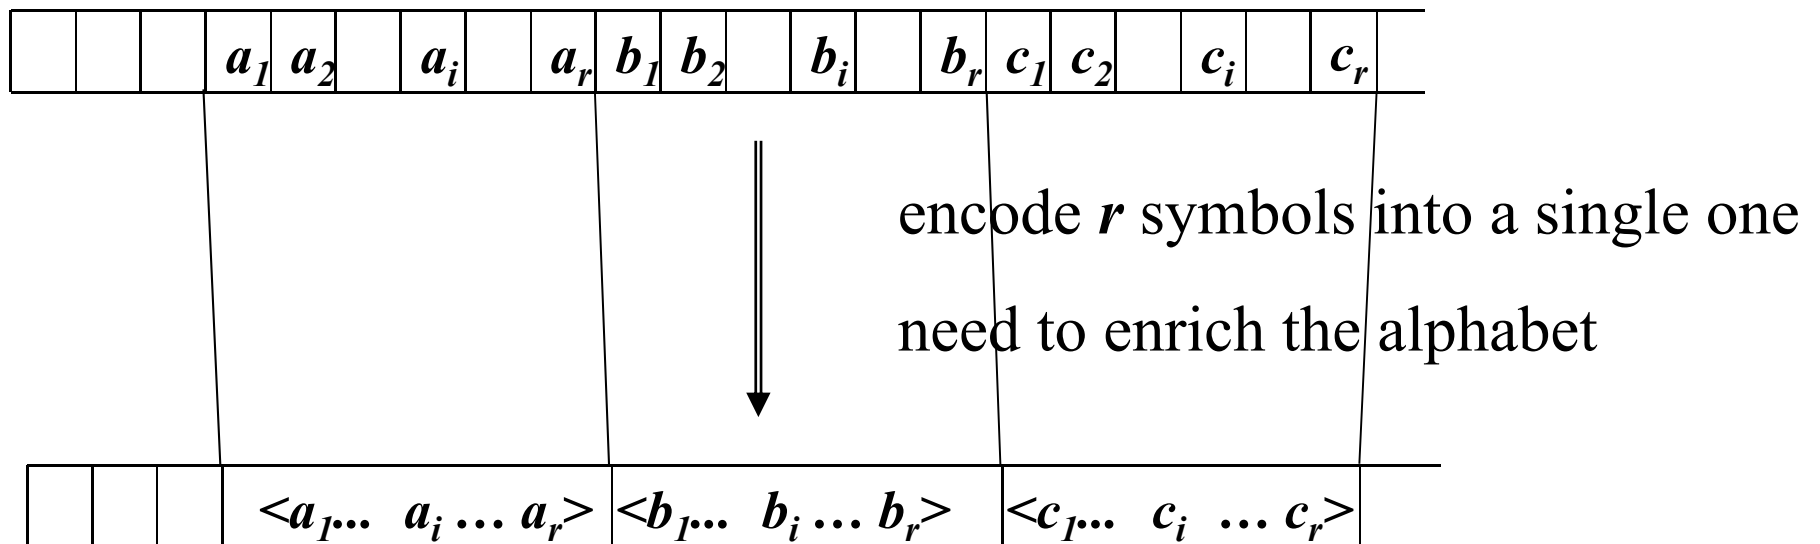 a1 a2 ai ar b1 b2 bi br c1 c2 ci cr
encode r symbols into a single one
need to enrich the alphabet
<a1... ai ... ar> <b1... bi ... br> <c1... ci ... cr>